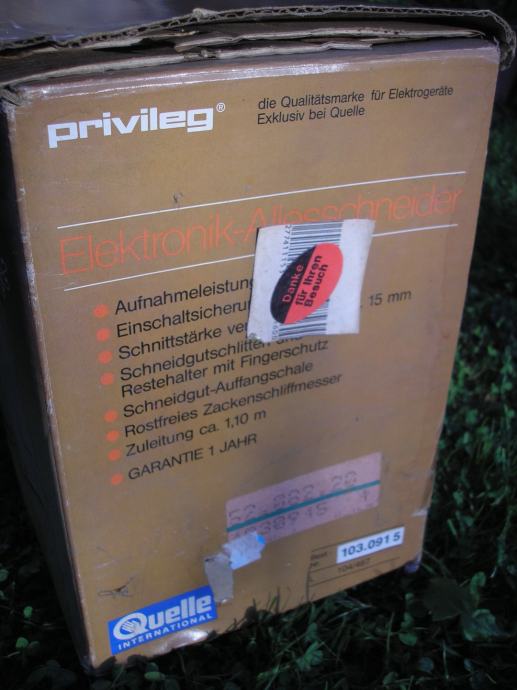 privileg®
die Qualitätsmarke für Elektrogeräte
Exklusiv bei Quelle
Elektronik-Allesschneider
Aufnahmeleistung
Einschaltsicherung
15 mm
Schnittstärke
Schneidgutschlitten
Restehalter mit Fingerschutz
Schneidgut-Auffangschale
Rostfreies Zackenschliffmesser
Zuleitung ca. 1,10 m
GARANTIE 1 JAHR
Danke
für Ihren
Besuch
Best.
Nr.
103.091 5
Quelle
INTERNATIONAL